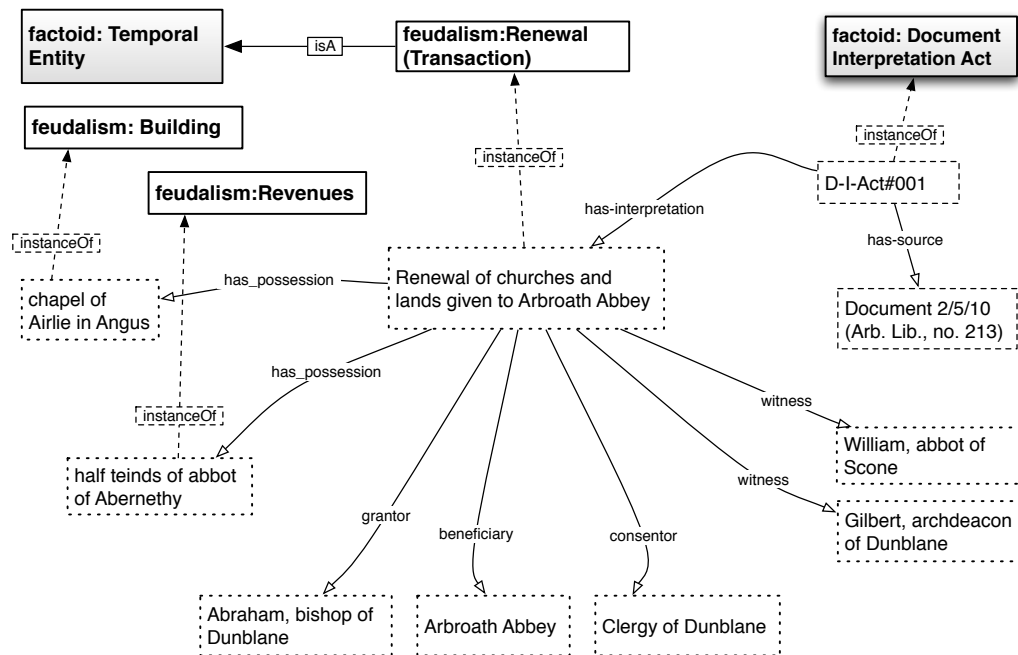 factoid: Temporal
Entity
isA
feudalism:Renewal
(Transaction)
factoid: Document
Interpretation Act
feudalism: Building
instanceOf
instanceOf
feudalism:Revenues
D-I-Act#001
has-interpretation
instanceOf
has-source
Renewal of churches and
lands given to Arbroath Abbey
has_possession
chapel of
Airlie in Angus
Document 2/5/10
(Arb. Lib., no. 213)
has_possession
witness
instanceOf
William, abbot of
Scone
half teinds of abbot
of Abernethy
witness
grantor
Gilbert, archdeacon
of Dunblane
beneficiary
consentor
Abraham, bishop of
Dunblane
Arbroath Abbey
Clergy of Dunblane